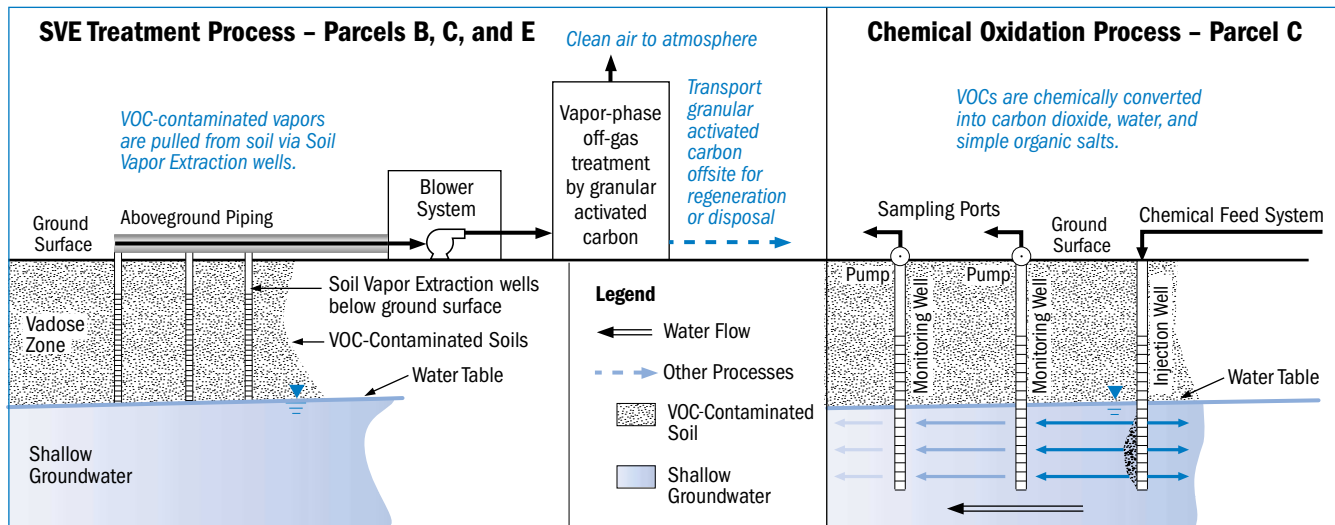 SVE Treatment Process – Parcels B, C, and E
Clean air to atmosphere
VOC-contaminated vapors
are pulled from soil via Soil
Vapor Extraction wells.
Vapor-phase
off-gas
treatment
by granular
activated
carbon
Transport
granular
activated
carbon
offsite for
regeneration
or disposal
Blower
System
Ground
Surface
Aboveground Piping
Soil Vapor Extraction wells
below ground surface
Vadose
Zone
VOC-Contaminated Soils
Water Table
Shallow
Groundwater
Legend
Water Flow
Other Processes
VOC-Contaminated
Soil
Shallow
Groundwater
Chemical Oxidation Process – Parcel C
VOCs are chemically converted
into carbon dioxide, water, and
simple organic salts.
Sampling Ports
Ground
Surface
Chemical Feed System
Pump
Pump
Monitoring Well
Monitoring Well
Injection Well
Water Table